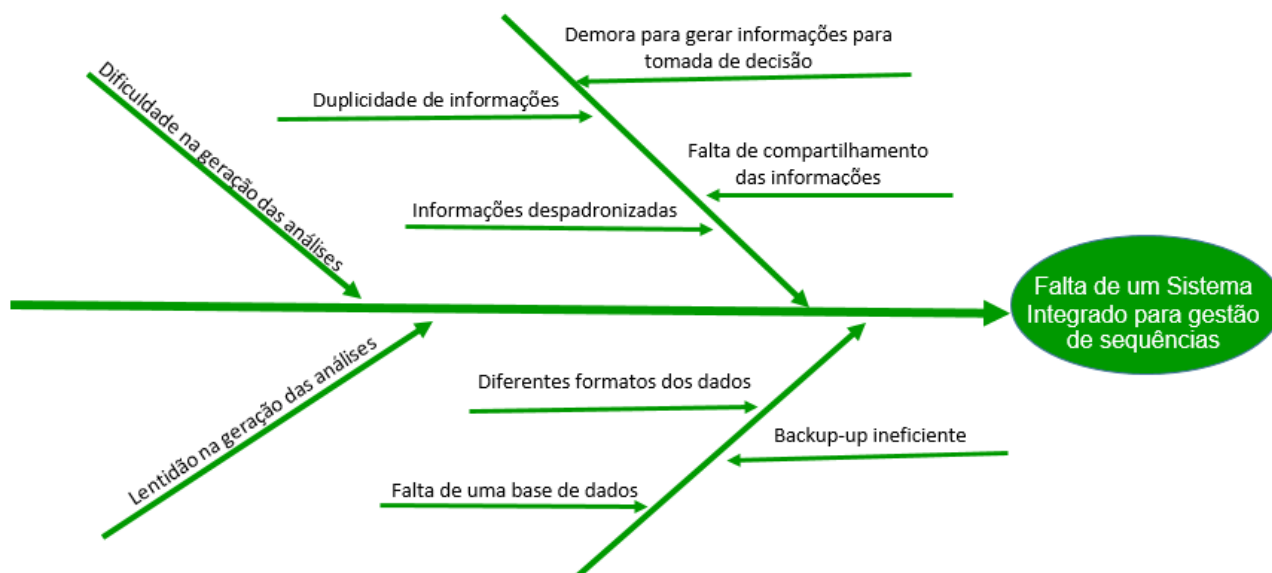 Demora para gerar informações para
tomada de decisão
Dificuldade na geração das análises
Duplicidade de informações
Falta de compartilhamento
das informações
Informações despadronizadas
Falta de um Sistema
Integrado para gestão
de sequências
Lentidão na geração das análises
Diferentes formatos dos dados
Backup-up ineficiente
Falta de uma base de dados